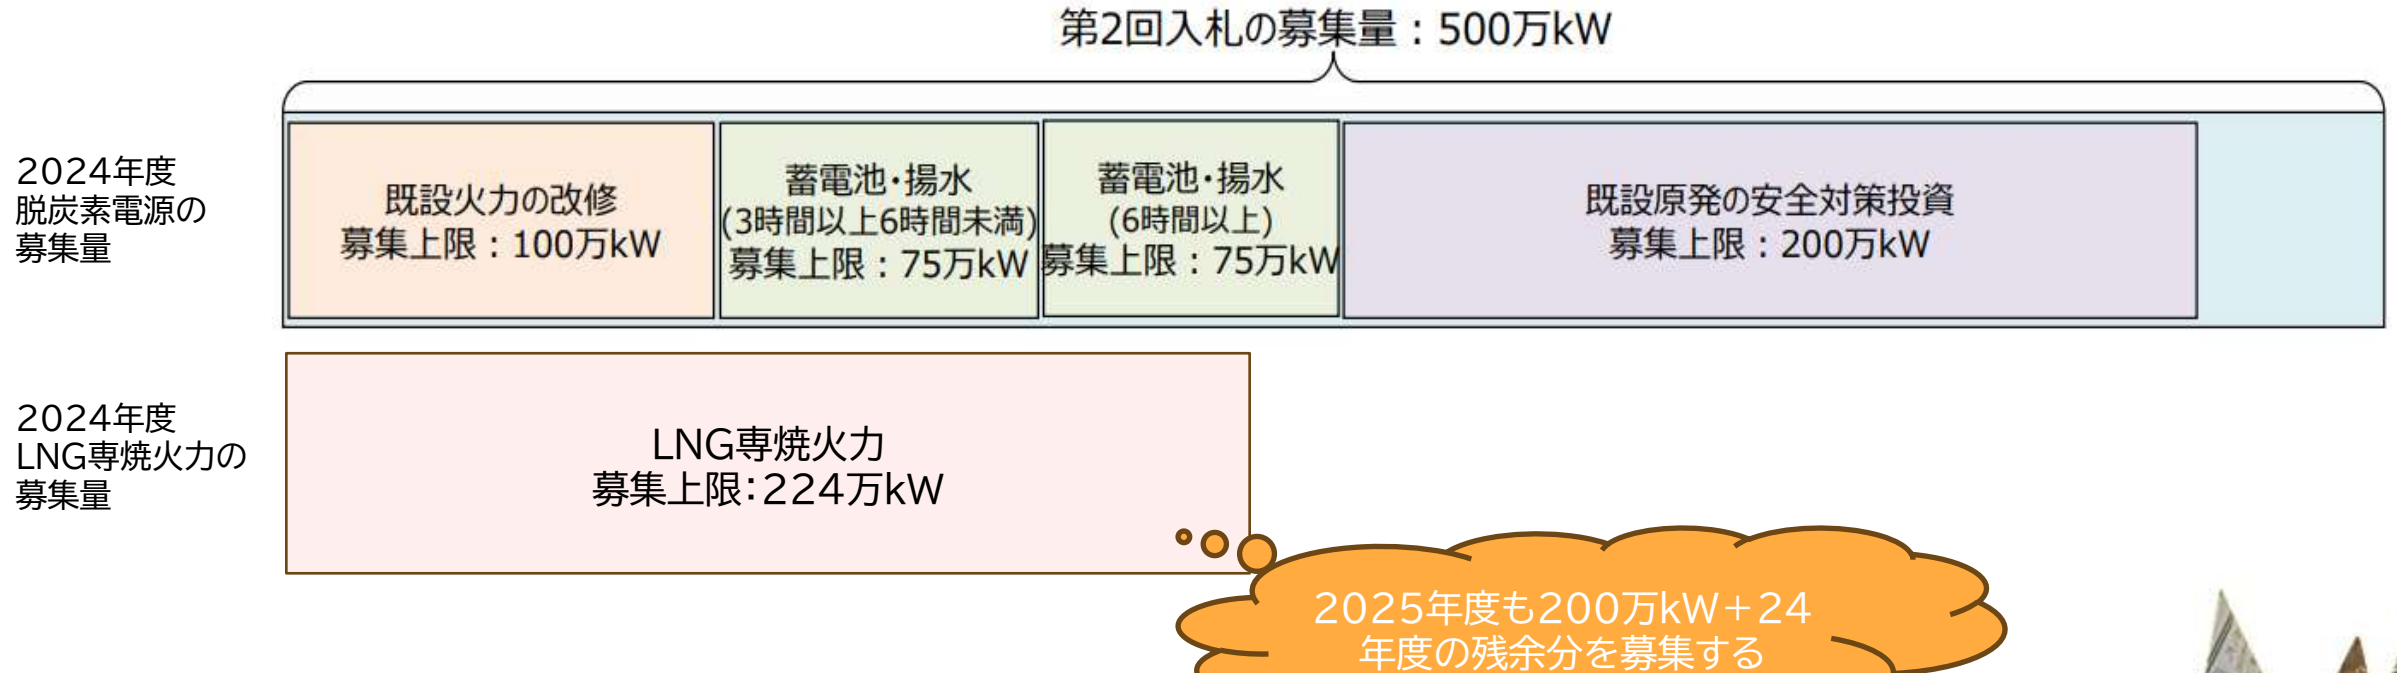 第2回入札の募集量：500万kW
2024年度
脱炭素電源の
募集量
既設火力の改修
募集上限：100万kW
蓄電池・揚水
(3時間以上6時間未満)
募集上限：75万kW
蓄電池・揚水
(6時間以上)
募集上限：75万kW
既設原発の安全対策投資
募集上限：200万kW
2024年度
LNG専焼火力の
募集量
LNG専焼火力
募集上限：224万kW
2025年度も200万kW＋24
年度の残余分を募集する